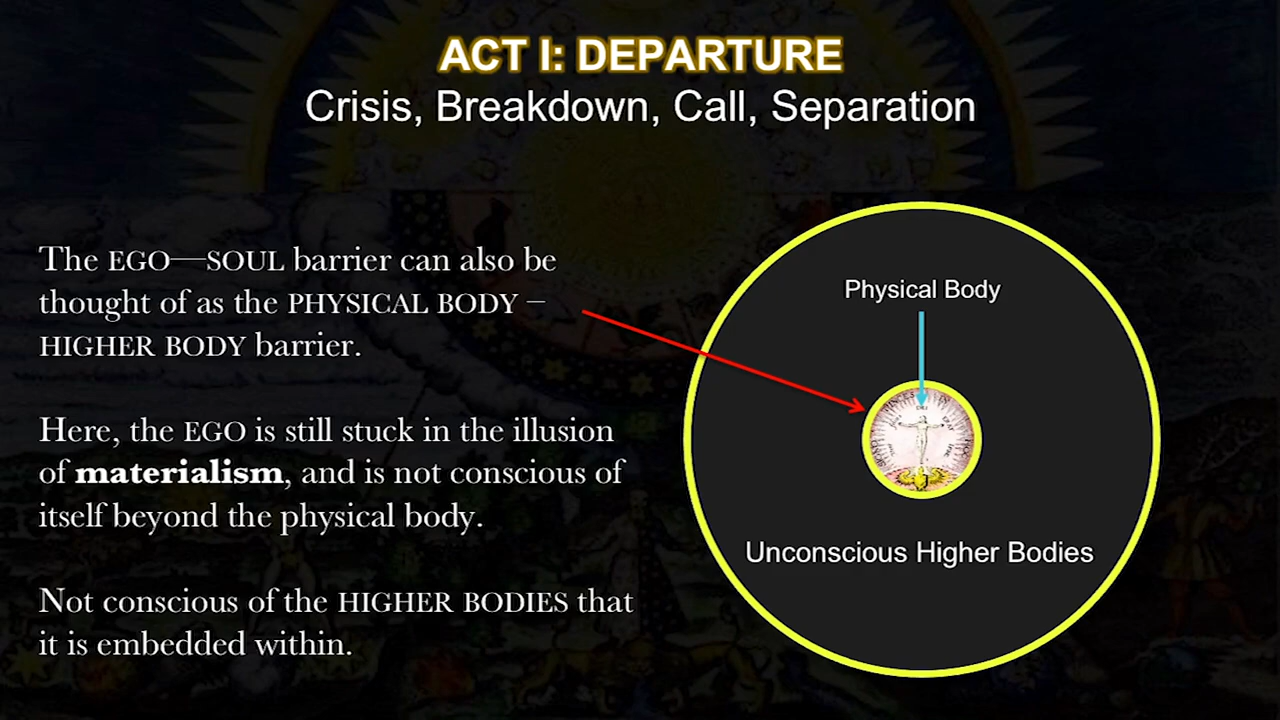 ACT I: DEPARTURE
Crisis, Breakdown, Call, Separation
The EGO—SOUL barrier can also be
thought of as the PHYSICAL BODY –
HIGHER BODY barrier.
Here, the EGO is still stuck in the illusion
of materialism, and is not conscious of
itself beyond the physical body.
Not conscious of the HIGHER BODIES that
it is embedded within.
Physical Body
Unconscious Higher Bodies